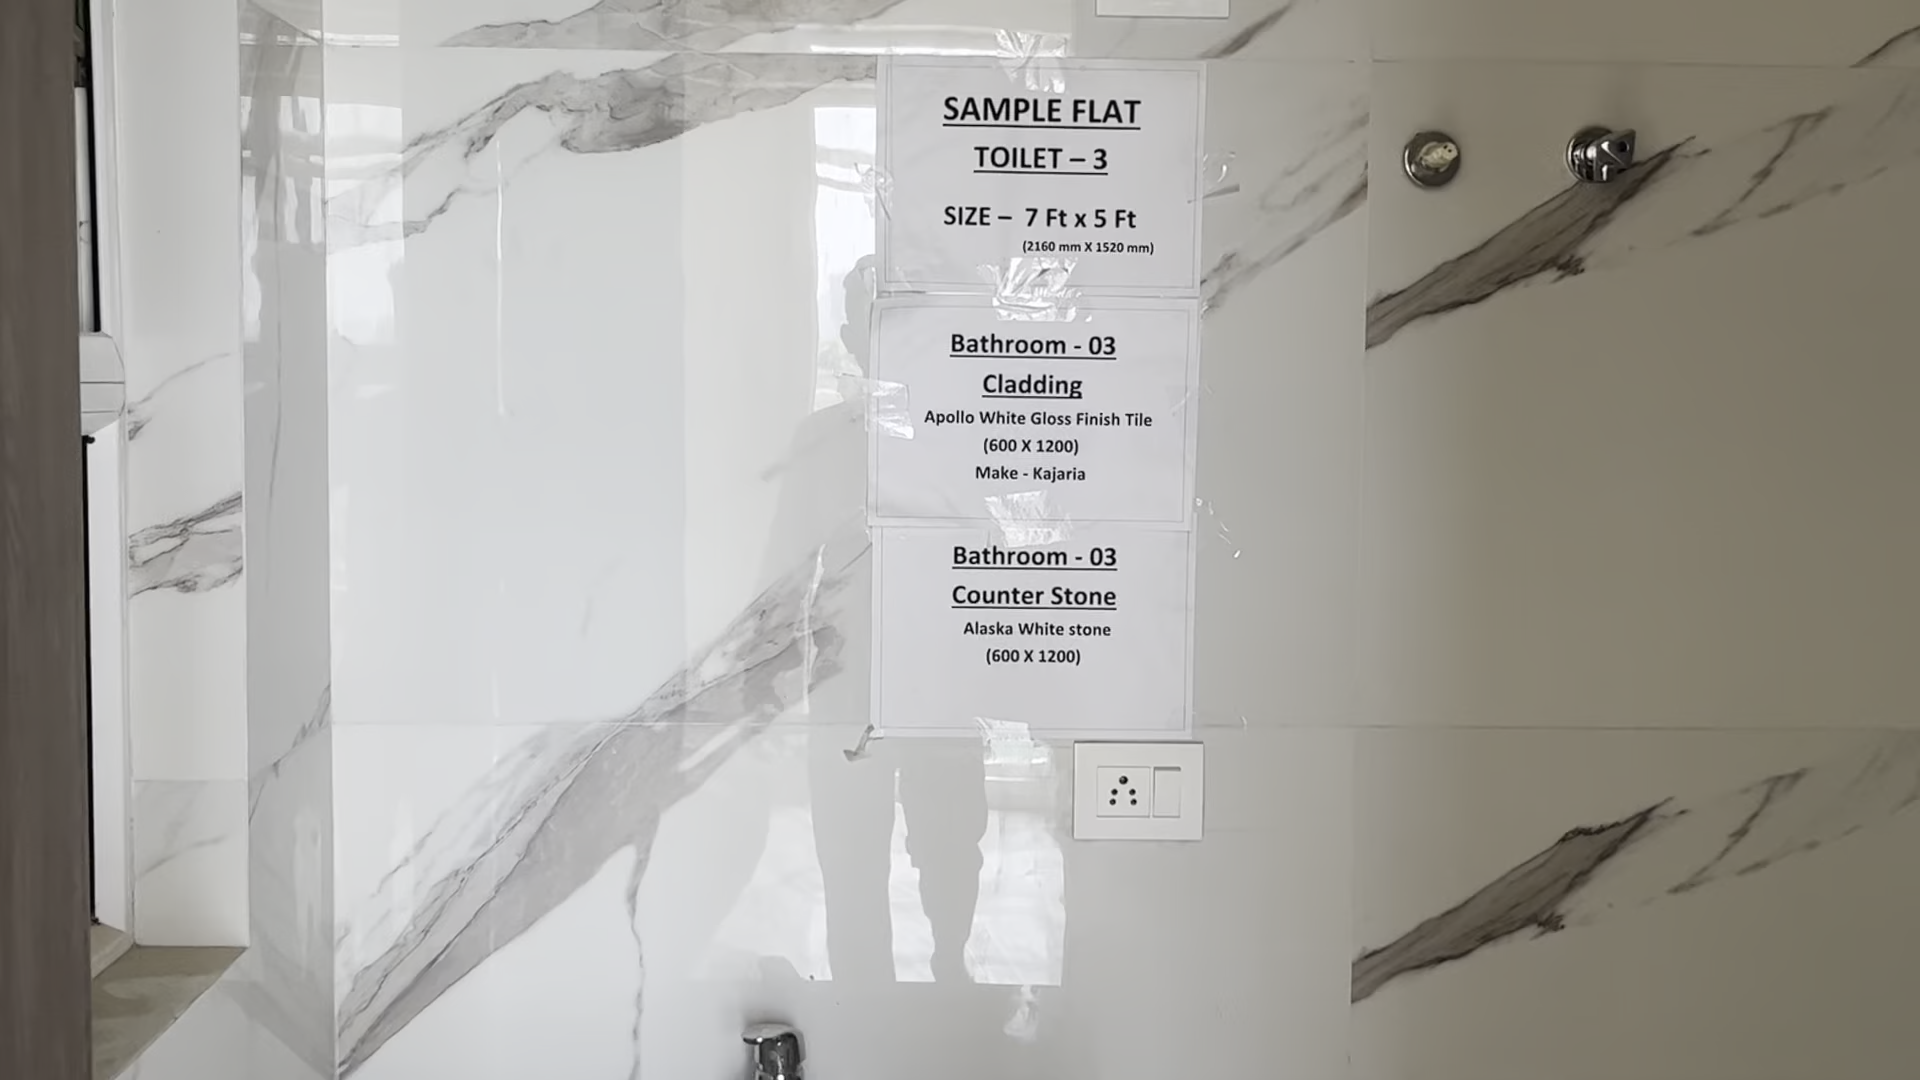 SAMPLE FLAT
TOILET – 3
SIZE – 7 Ft x 5 Ft
(2160 mm X 1520 mm)
Bathroom - 03
Cladding
Apollo White Gloss Finish Tile
(600 X 1200)
Make - Kajaria
Bathroom - 03
Counter Stone
Alaska White stone
(600 X 1200)